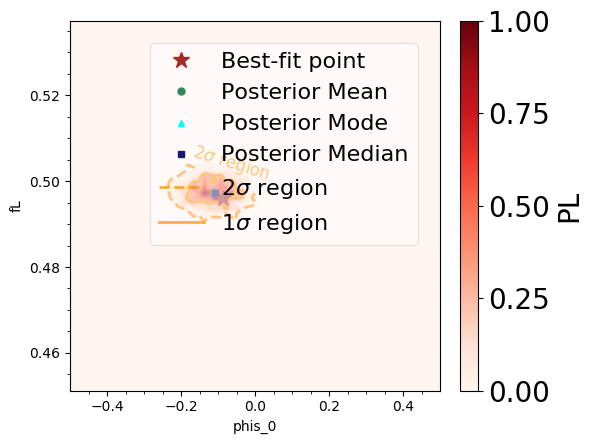 Best-fit point
Posterior Mean
Posterior Mode
Posterior Median
2σ region
2σ region
1σ region
0.52
0.50
0.48
0.46
fL
−0.4
−0.2
0.0
0.2
0.4
phis_0
1.00
0.75
0.50
0.25
0.00
PL